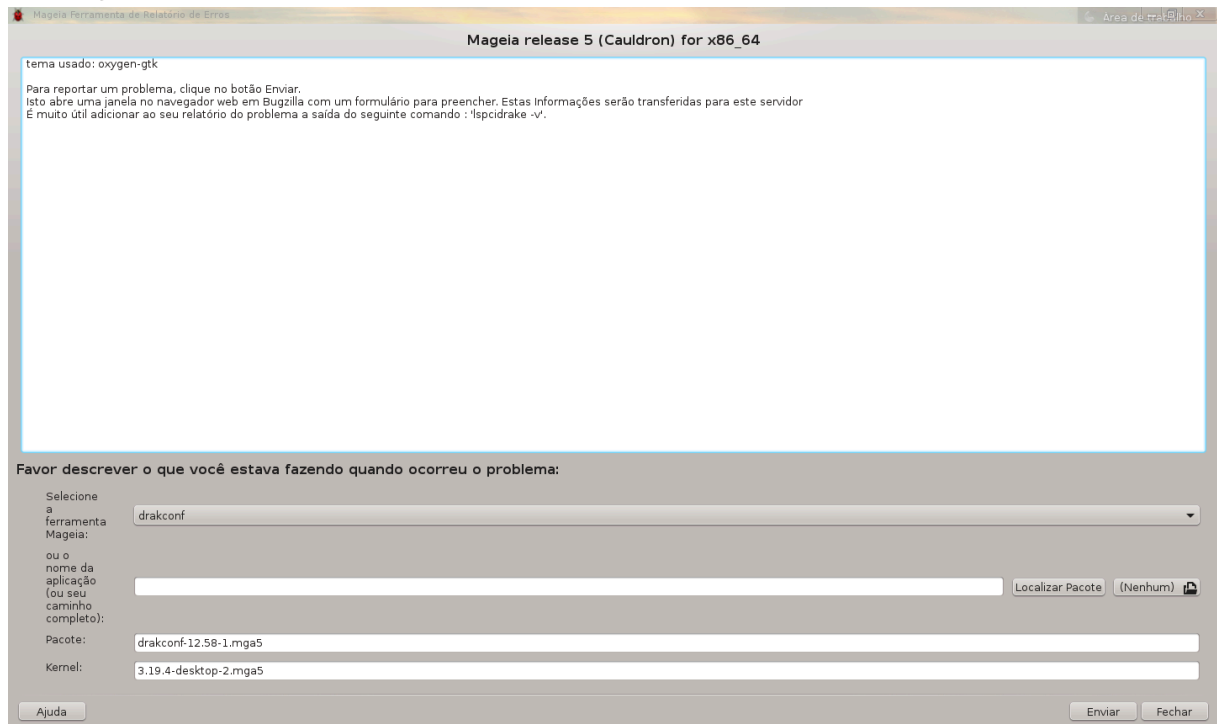 Mageia Ferramenta de Relatório de Erros
Área de trabalho
Mageia release 5 (Cauldron) for x86_64
tema usado: oxygen-gtk
Para reportar um problema, clique no botão Enviar.
Isto abre uma janela no navegador web em Bugzilla com um formulário para preencher. Estas Informações serão transferidas para este servidor
É muito útil adicionar ao seu relatório do problema a saída do seguinte comando : 'lspcidrake -v'.
Favor descrever o que você estava fazendo quando ocorreu o problema:
Selecione
a
ferramenta
Mageia:
drakconf
ou o
nome da
aplicação
(ou seu
caminho
completo):
Localizar Pacote
(Nenhum)
Pacote:
drakconf-12.58-1.mga5
Kernel:
3.19.4-desktop-2.mga5
Ajuda
Enviar
Fechar